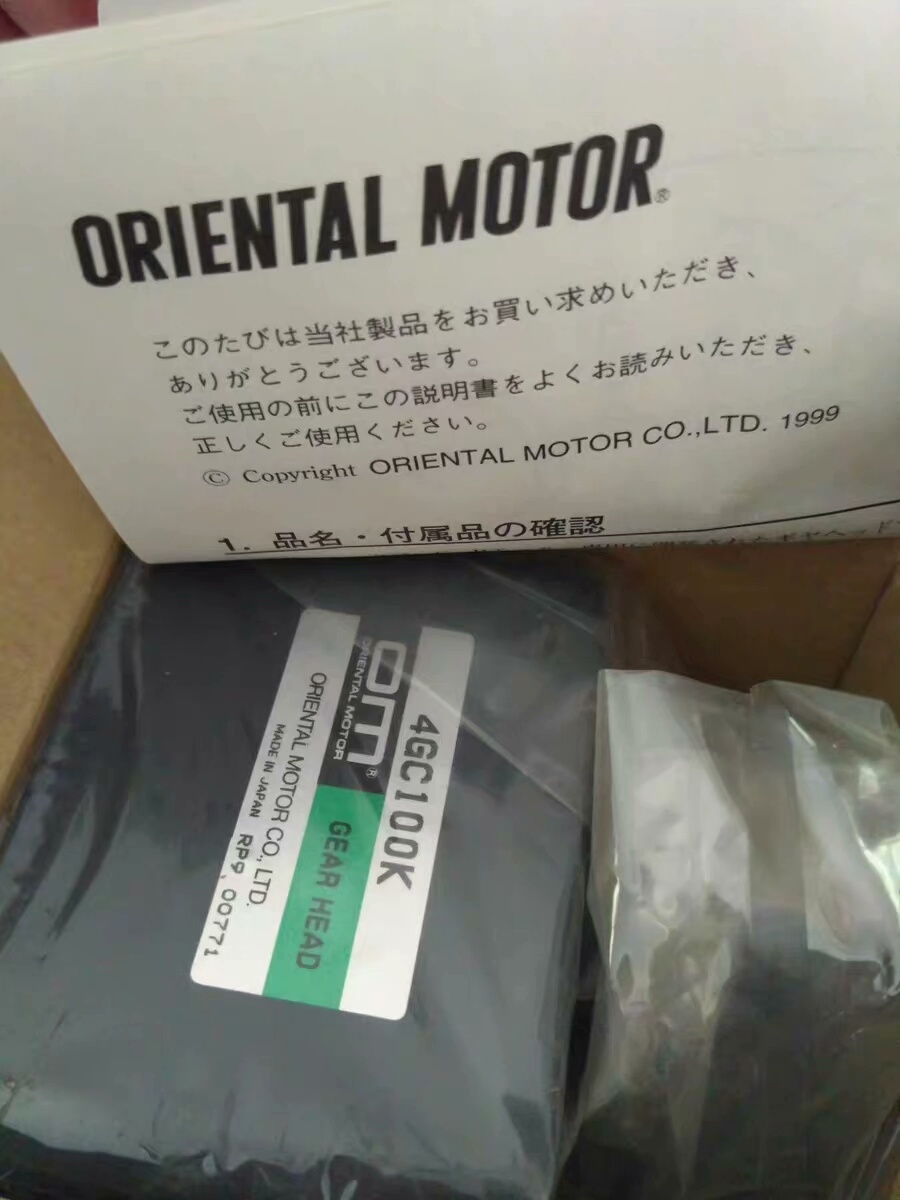 ORIENTAL MOTOR®
このたびは当社製品をお買い求めいただき、
ありがとうございます。
ご使用の前にこの説明書をよくお読みいただき、
正しくご使用ください。
© Copyright ORIENTAL MOTOR CO.,LTD. 1999
1. 品名・付属品の確認
4GC100K
om®
ORIENTAL MOTOR
GEAR HEAD
ORIENTAL MOTOR CO., LTD.
MADE IN JAPAN RP9, 00771